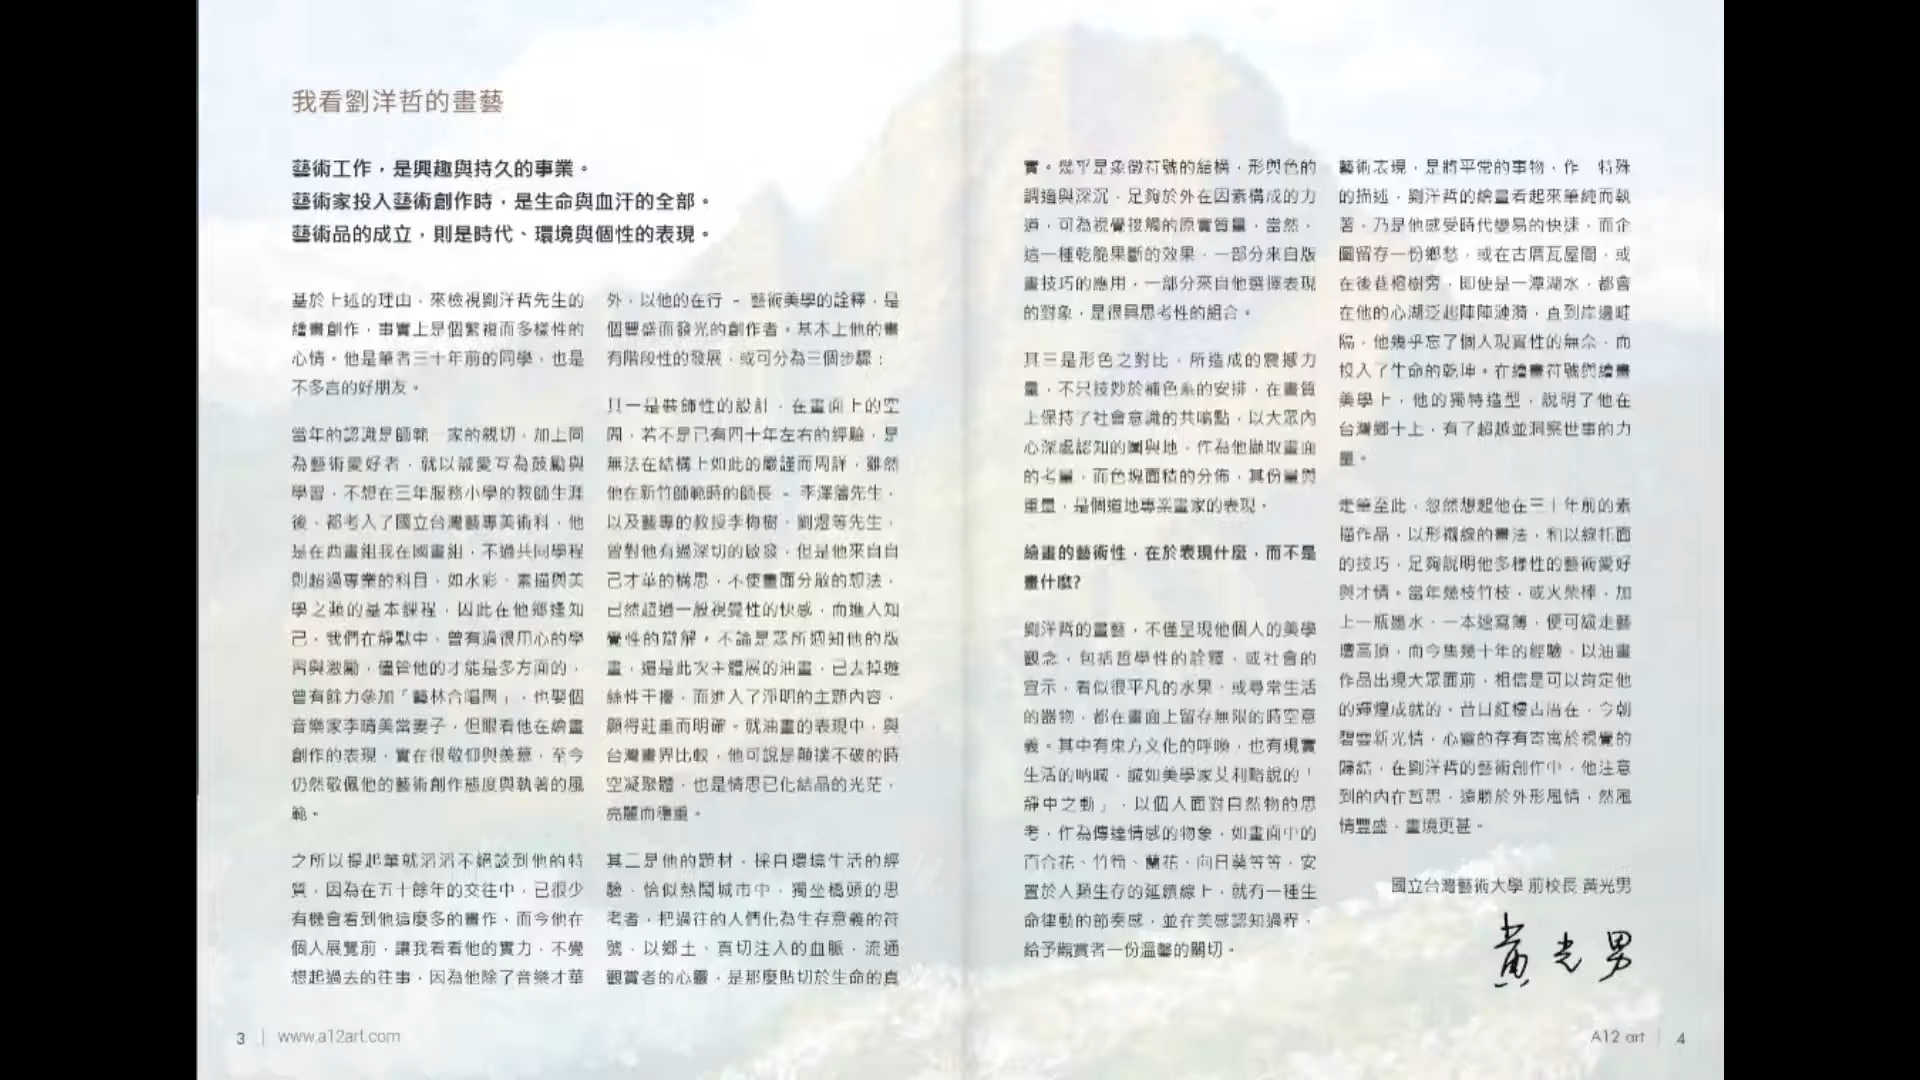 我看劉洋哲的畫藝
藝術工作，是興趣與持久的事業。
藝術家投入藝術創作時，是生命與血汗的全部。
藝術品的成立，則是時代、環境與個性的表現。
基於上述的理由，來檢視劉洋哲先生的
繪畫創作，事實上是個繁複而多樣性的
心情。他是筆者三十年前的同學，也是
不多言的好朋友。
當年的認識是師範一家的親切，加上同
為藝術愛好者，就以誠愛互為鼓勵與
學習，不想在三年服務小學的教師生涯
後，都考入了國立台灣藝專美術科，他
是在西畫組我在國畫組，不過共同學程
則超過專業的科目，如水彩、素描與美
學之類的基本課程，因此在他鄉逢知
己，我們在靜默中，曾有過很用心的學
習與激勵，儘管他的才能是多方面的，
曾有餘力參加「藝林合唱團」，也娶個
音樂家李晴美當妻子，但眼看他在繪畫
創作的表現，實在很敬仰與羨慕，至今
仍然敬佩他的藝術創作態度與執著的風
範。
之所以提起筆就滔滔不絕談到他的特
質，因為在五十餘年的交往中，已很少
有機會看到他這麼多的畫作，而今他在
個人展覽前，讓我看看他的實力，不覺
想起過去的往事，因為他除了音樂才華
外，以他的在行 - 藝術美學的詮釋，是
個豐盛而發光的創作者。基本上他的畫
有階段性的發展，或可分為三個步驟：
其一是裝飾性的設計，在畫面上的空
間，若不是已有四十年左右的經驗，是
無法在結構上如此的嚴謹而周詳，雖然
他在新竹師範時的師長 - 李澤藩先生，
以及藝專的教授李梅樹、劉煜等先生，
曾對他有過深切的啟發，但是他來自自
己才華的構思，不使畫面分散的想法，
已然超過一般視覺性的快感，而進入知
覺性的辯解。不論是眾所週知他的版
畫，還是此次主體展的油畫，已去掉遊
絲性干擾，而進入了淨明的主題內容，
顯得莊重而明確。就油畫的表現中，與
台灣畫界比較，他可說是顛撲不破的時
空凝聚體，也是情思已化結晶的光茫，
亮麗而穩重。
其二是他的題材，採自環境生活的經
驗，恰似熱鬧城市中，獨坐橋頭的思
考者，把過往的人們化為生存意義的符
號，以鄉土、真切注入的血脈，流通
觀賞者的心靈，是那麼貼切於生命的真
實。幾乎是象徵符號的結構，形與色的
調適與深沉，足夠於外在因素構成的力
道，可為視覺接觸的原實質量，當然，
這一種乾脆果斷的效果，一部分來自版
畫技巧的應用，一部分來自他選擇表現
的對象，是很具思考性的組合。
其三是形色之對比，所造成的震撼力
量，不只技妙於補色系的安排，在畫質
上保持了社會意識的共鳴點，以大眾內
心深處認知的圖與地，作為他擷取畫面
的考量，而色塊面積的分佈，其份量與
重量，是個道地專業畫家的表現。
繪畫的藝術性，在於表現什麼，而不是
畫什麼?
劉洋哲的畫藝，不僅呈現他個人的美學
觀念，包括哲學性的詮釋，或社會的
宣示，看似很平凡的水果，或尋常生活
的器物，都在畫面上留存無限的時空意
義。其中有東方文化的呼喚，也有現實
生活的吶喊，誠如美學家艾利略說的「
靜中之動」，以個人面對自然物的思
考，作為傳達情感的物象，如畫面中的
百合花、竹筍、蘭花、向日葵等等，安
置於人類生存的延續線上，就有一種生
命律動的節奏感，並在美感認知過程，
給予觀賞者一份溫馨的關切。
藝術表現，是將平常的事物，作 特殊
的描述，劉洋哲的繪畫看起來筆純而執
著，乃是他感受時代變易的快速，而企
圖留存一份鄉愁，或在古厝瓦屋間，或
在後巷榕樹旁，即使是一潭湖水，都會
在他的心湖泛起陣陣漣漪，直到岸邊畦
隔，他幾乎忘了個人現實性的無奈，而
投入了生命的乾坤。在繪畫符號與繪畫
美學上，他的獨特造型，說明了他在
台灣鄉土上，有了超越並洞察世事的力
量。
走筆至此，忽然想起他在三十年前的素
描作品，以形襯線的畫法，和以線托面
的技巧，足夠說明他多樣性的藝術愛好
與才情。當年幾枝竹枝，或火柴棒，加
上一瓶墨水，一本速寫簿，便可縱走藝
壇高頂，而今集幾十年的經驗，以油畫
作品出現大眾面前，相信是可以肯定他
的輝煌成就的。昔日紅樓古居在，今朝
碧雲新光情，心靈的存有寄寓於視覺的
歸結，在劉洋哲的藝術創作中，他注意
到的內在哲思，遠勝於外形風情，然風
情豐盛，畫境更甚。
國立台灣藝術大學 前校長 黃光男
黃光男
3 | www.a12art.com
A12 art | 4